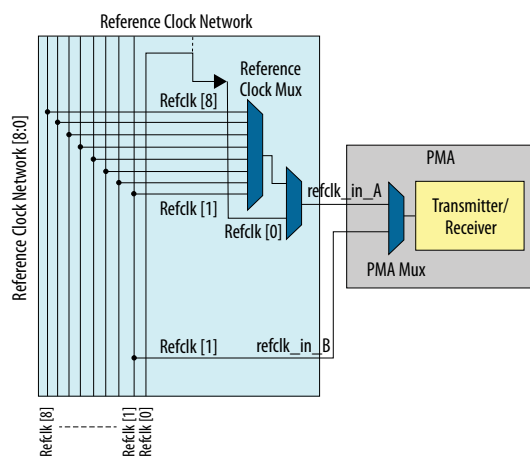 Reference Clock Network
Reference
Clock Mux
Refclk [8]
Reference Clock Network [8:0]
PMA
refclk_in_A
Transmitter/
Receiver
Refclk [1]
Refclk [0]
PMA Mux
Refclk [1]
refclk_in_B
Refclk [8]
Refclk [1]
Refclk [0]